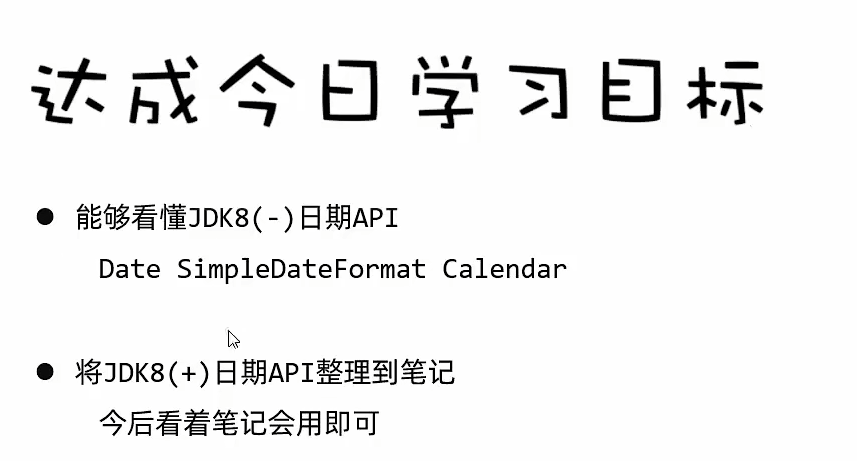 达成今日学习目标
● 能够看懂JDK8(-)日期API
Date SimpleDateFormat Calendar
● 将JDK8(+)日期API整理到笔记
今后看着笔记会用即可